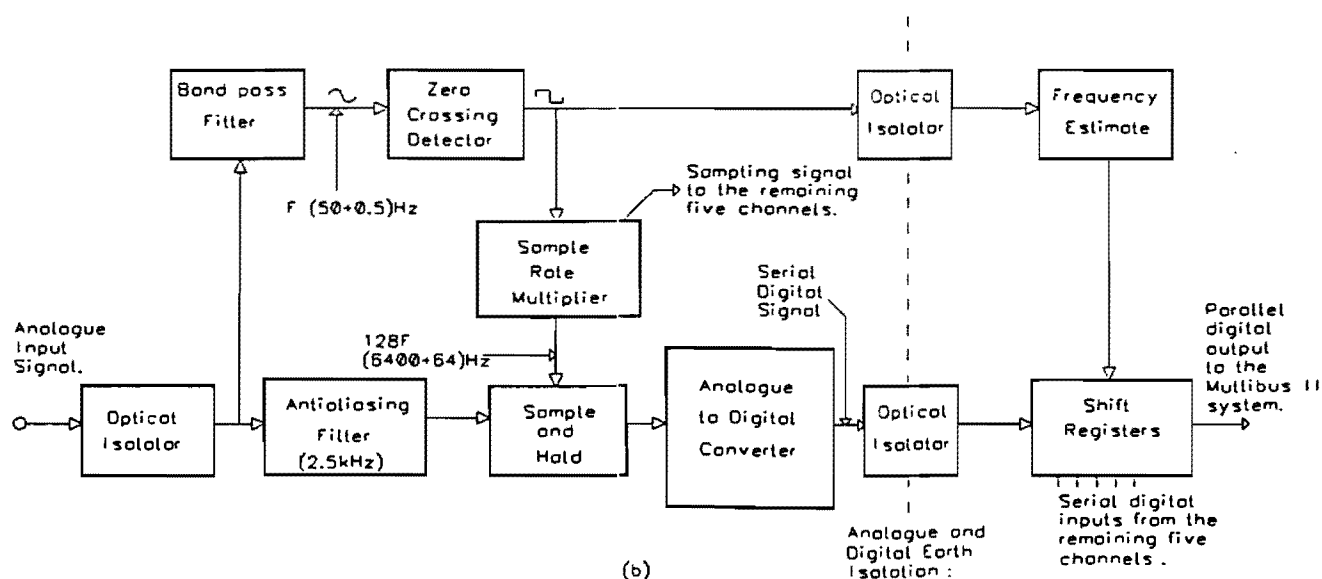 Band pass
Filter
Zero
Crossing
Detector
Optical
Isolator
Frequency
Estimate
F (50+0.5)Hz
Sampling signal
to the remaining
five channels.
Sample
Rate
Multiplier
Serial
Digital
Signal
Analogue
Input
Signal.
128F
(6400+64)Hz
Parallel
digital
output
to the
Multibus II
system.
Optical
Isolator
Antialiasing
Filter
(2.5kHz)
Sample
and
Hold
Analogue
to Digital
Converter
Optical
Isolator
Shift
Registers
Serial digital
inputs from the
remaining five
channels.
Analogue and
Digital Earth
Isolation :
(b)